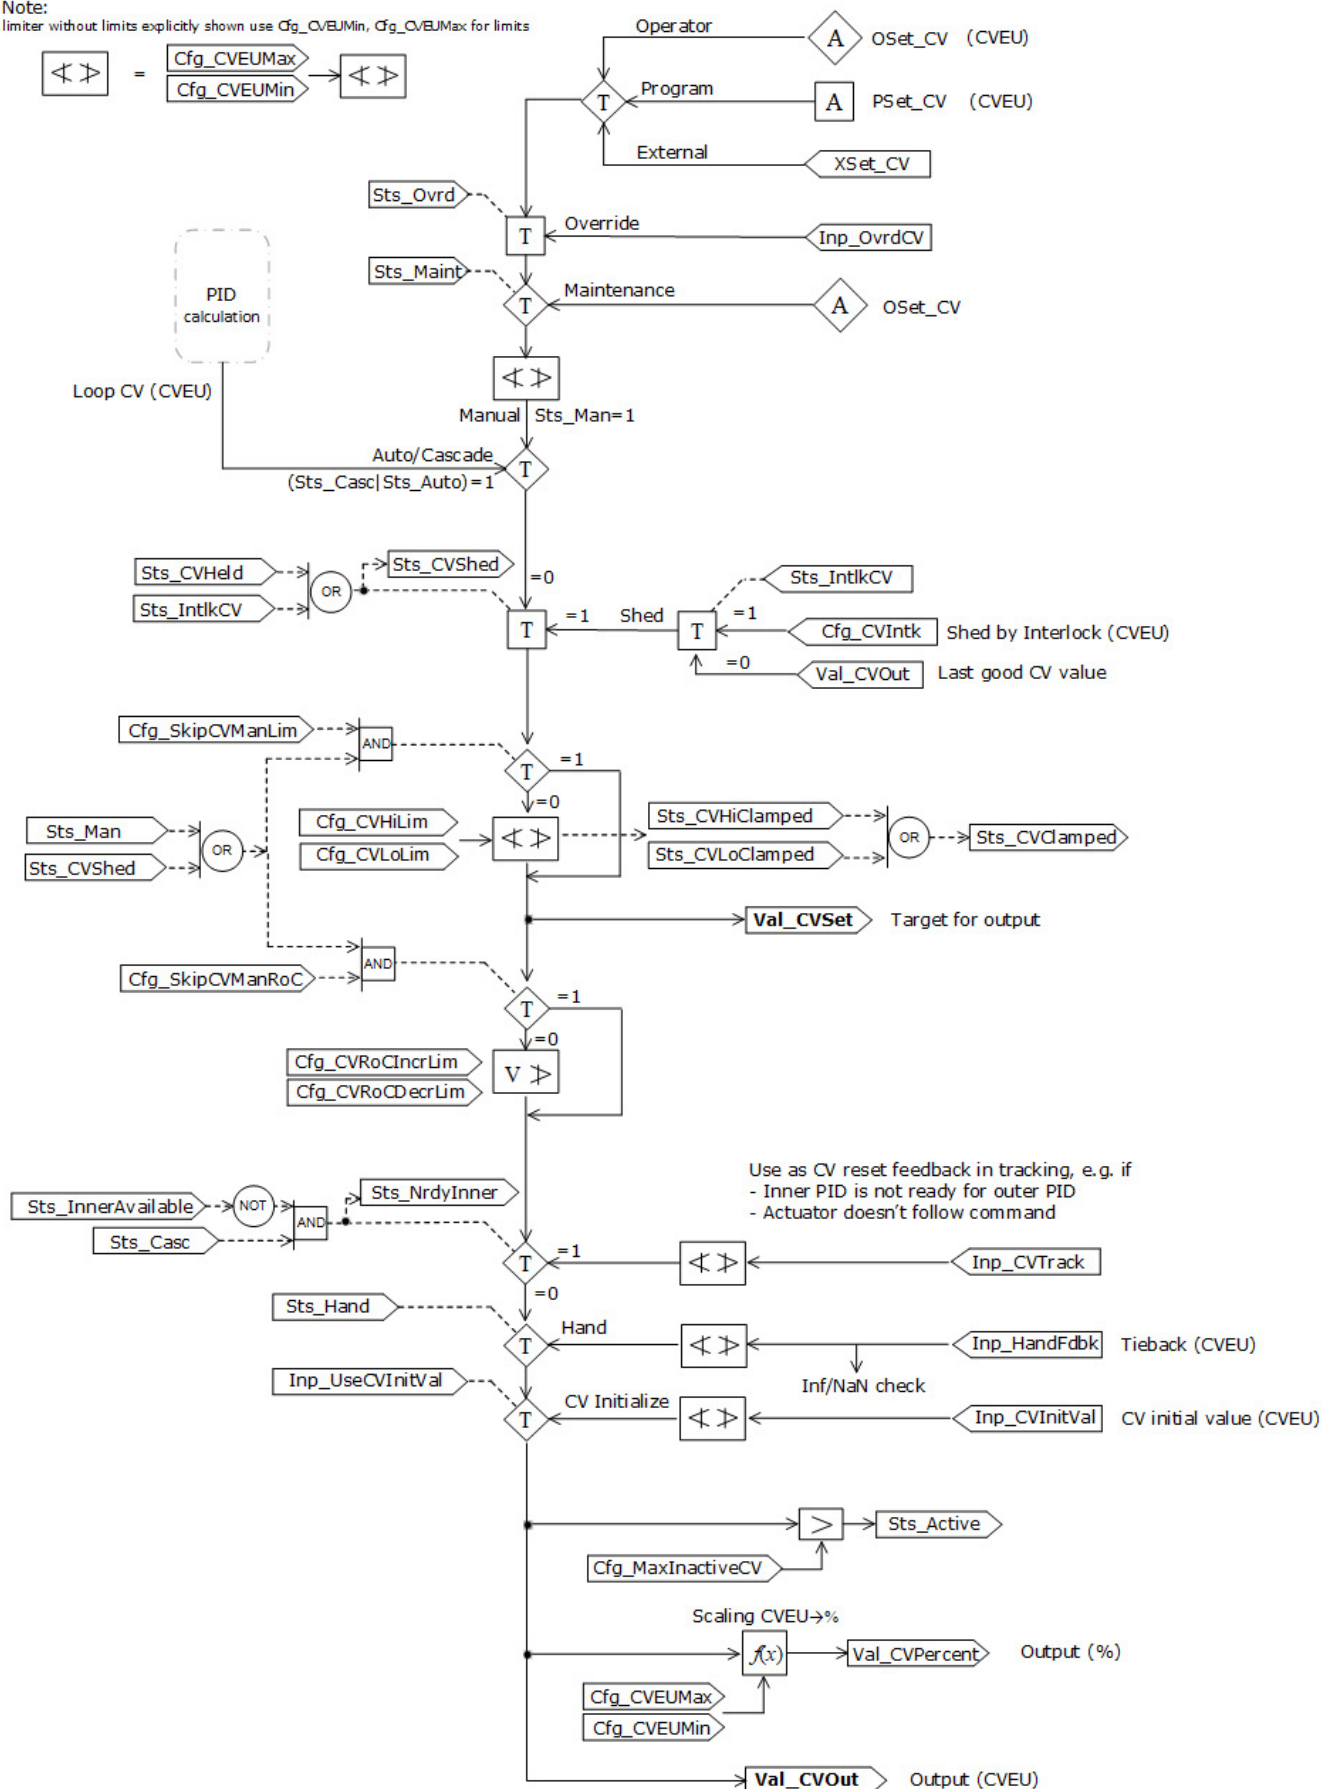 Note:
limiter without limits explicitly shown use Cfg_CVEUMin, Cfg_CVEUMax for limits
=
Cfg_CVEUMax
Cfg_CVEUMin
Operator
A
OSet_CV (CVEU)
T
Program
A
PSet_CV (CVEU)
External
XSet_CV
Sts_Ovrd
T
Override
Inp_OvrdCV
Sts_Maint
T
Maintenance
A
OSet_CV
PID
calculation
Loop CV (CVEU)
Manual
Sts_Man=1
Auto/Cascade
(Sts_Casc|Sts_Auto)=1
T
Sts_CVHeld
Sts_IntlkCV
OR
Sts_CVShed
=0
T
=1
Shed
T
Sts_IntlkCV
=1
Cfg_CVIntk
Shed by Interlock (CVEU)
=0
Val_CVOut
Last good CV value
Cfg_SkipCVManLim
AND
T
=1
=0
Sts_Man
Sts_CVShed
OR
Cfg_CVHiLim
Cfg_CVLoLim
Sts_CVHiClamped
Sts_CVLoClamped
OR
Sts_CVClamped
Val_CVSet
Target for output
AND
Cfg_SkipCVManRoC
T
=1
=0
Cfg_CVRoCIncrLim
Cfg_CVRoCDecrLim
V
Use as CV reset feedback in tracking, e.g. if
- Inner PID is not ready for outer PID
- Actuator doesn't follow command
Sts_InnerAvailable
NOT
Sts_Casc
AND
Sts_NrdyInner
T
=1
Inp_CVTrack
=0
Sts_Hand
T
Hand
Inp_HandFdbk
Tieback (CVEU)
Inf/NaN check
Inp_UseCVInitVal
T
CV Initialize
Inp_CVInitVal
CV initial value (CVEU)
>
Sts_Active
Cfg_MaxInactiveCV
Scaling CVEU→%
f(x)
Val_CVPercent
Output (%)
Cfg_CVEUMax
Cfg_CVEUMin
Val_CVOut
Output (CVEU)